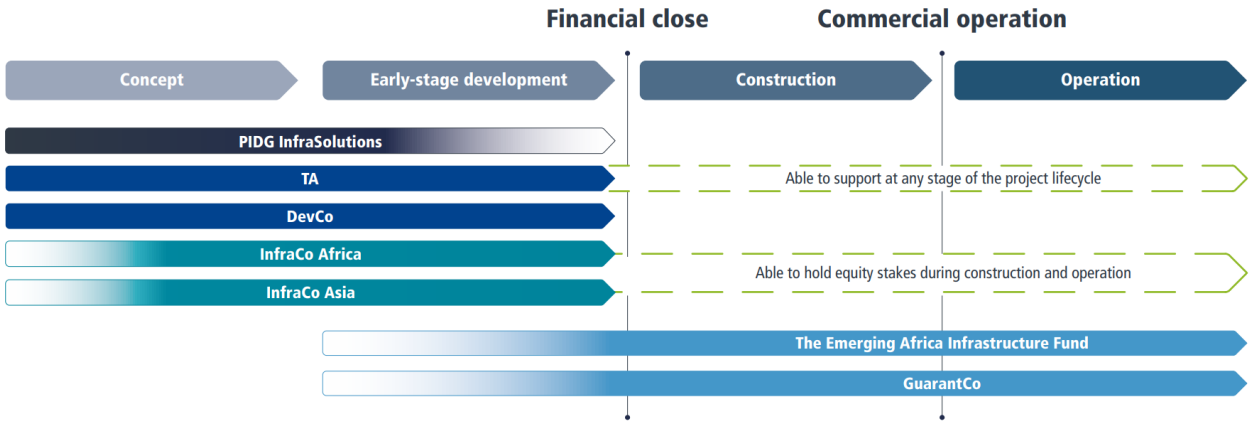 Financial close
Commercial operation
Concept
Early-stage development
Construction
Operation
PIDG InfraSolutions
TA
Able to support at any stage of the project lifecycle
DevCo
InfraCo Africa
Able to hold equity stakes during construction and operation
InfraCo Asia
The Emerging Africa Infrastructure Fund
GuarantCo